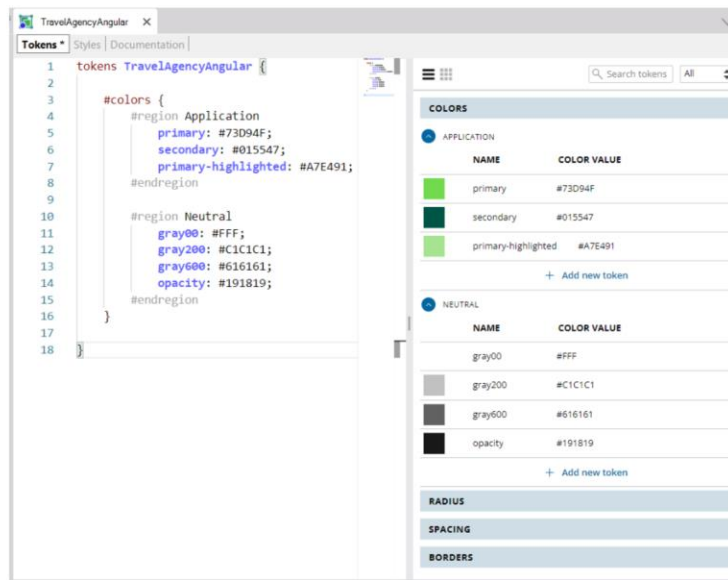 TravelAgencyAngular
Tokens * Styles Documentation
1 tokens TravelAgencyAngular {
2
3 #colors {
4 #region Application
5 primary: #73D94F;
6 secondary: #015547;
7 primary-highlighted: #A7E491;
8 #endregion
9
10 #region Neutral
11 gray00: #FFF;
12 gray200: #C1C1C1;
13 gray600: #616161;
14 opacity: #191819;
15 #endregion
16 }
17
18 }
Search tokens All
COLORS
APPLICATION
NAME COLOR VALUE
primary #73D94F
secondary #015547
primary-highlighted #A7E491
+ Add new token
NEUTRAL
NAME COLOR VALUE
gray00 #FFF
gray200 #C1C1C1
gray600 #616161
opacity #191819
+ Add new token
RADIUS
SPACING
BORDERS